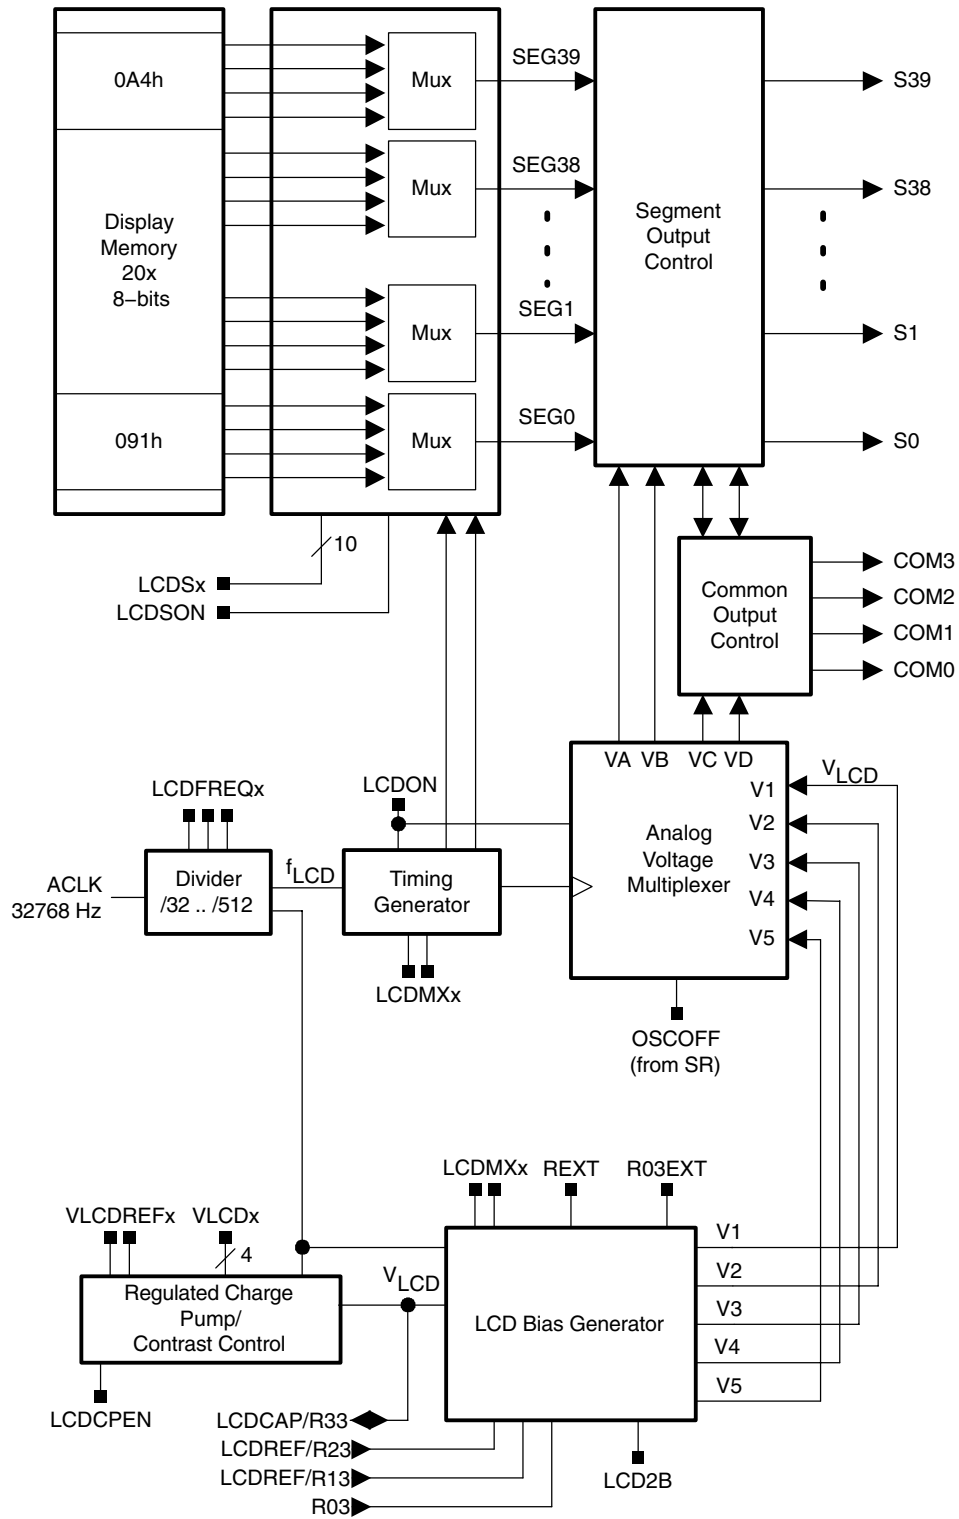 0A4h
Mux
SEG39
S39
Mux
SEG38
S38
Display
Memory
20x
8−bits
Segment
Output
Control
Mux
SEG1
S1
091h
Mux
SEG0
S0
10
LCDSx
LCDSON
Common
Output
Control
COM3
COM2
COM1
COM0
VA VB VC VD
LCDFREQx
LCDON
VLCD
V1
V2
V3
V4
V5
Analog
Voltage
Multiplexer
ACLK
32768 Hz
Divider
/32 .. /512
fLCD
Timing
Generator
LCDMXx
OSCOFF
(from SR)
LCDMXx REXT R03EXT
VLCDREFx VLCDx
4
VLCD
Regulated Charge
Pump/
Contrast Control
LCD Bias Generator
V1
V2
V3
V4
V5
LCDCPEN
LCDCAP/R33
LCDREF/R23
LCDREF/R13
R03
LCD2B